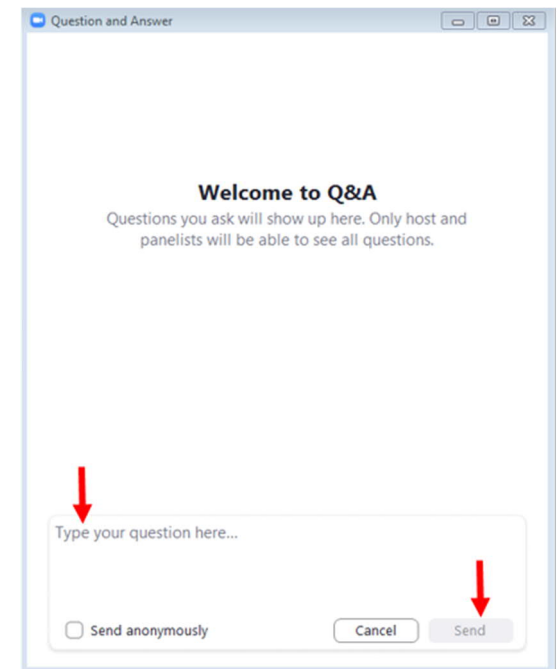 Question and Answer
Welcome to Q&A
Questions you ask will show up here. Only host and
panelists will be able to see all questions.
Type your question here...
Send anonymously
Cancel
Send